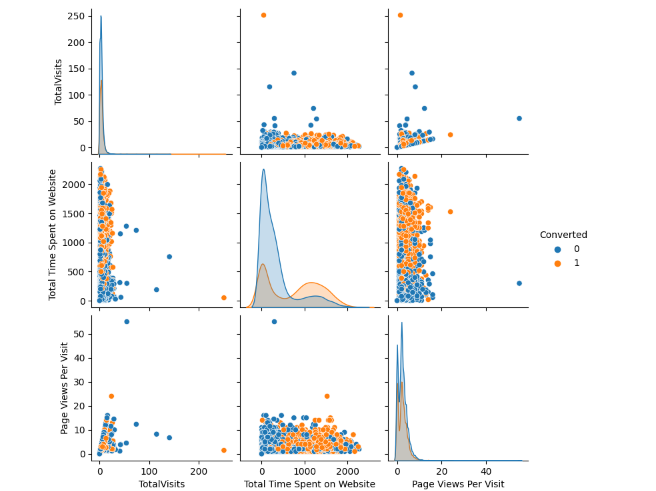 250
200
150
100
50
0
TotalVisits
2000
1500
1000
500
0
Total Time Spent on Website
Converted
0
1
50
40
30
20
10
0
Page Views Per Visit
0 100 200
0 1000 2000
0 20 40
TotalVisits
Total Time Spent on Website
Page Views Per Visit